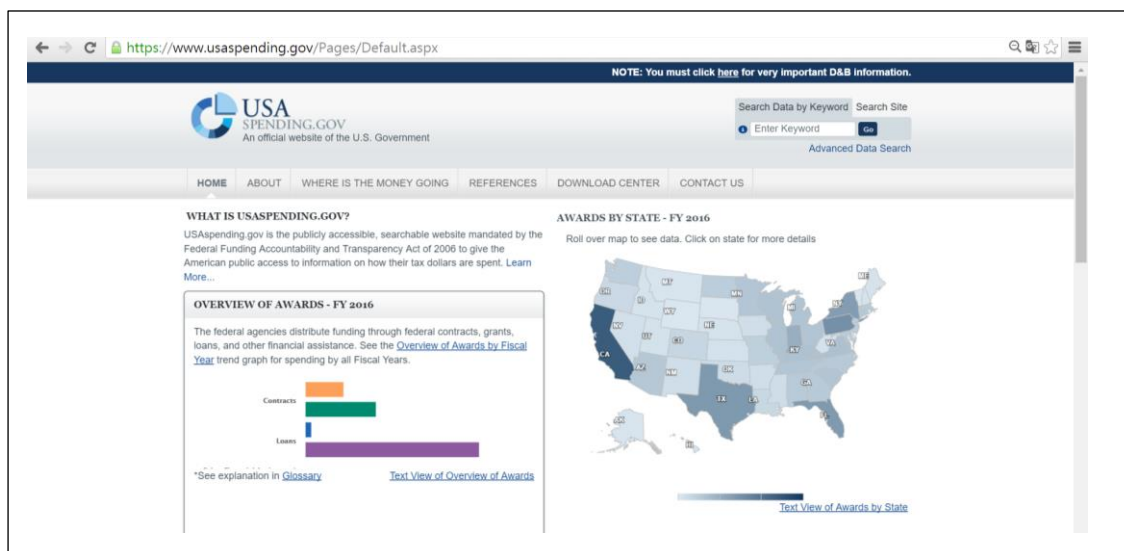 https://www.usaspending.gov/Pages/Default.aspx
NOTE: You must click here for very important D&B information.
USA
SPENDING.GOV
An official website of the U.S. Government
Search Data by Keyword Search Site
Enter Keyword Go
Advanced Data Search
HOME ABOUT WHERE IS THE MONEY GOING REFERENCES DOWNLOAD CENTER CONTACT US
WHAT IS USASPENDING.GOV?
USAspending.gov is the publicly accessible, searchable website mandated by the
Federal Funding Accountability and Transparency Act of 2006 to give the
American public access to information on how their tax dollars are spent. Learn
More...
OVERVIEW OF AWARDS - FY 2016
The federal agencies distribute funding through federal contracts, grants,
loans, and other financial assistance. See the Overview of Awards by Fiscal
Year trend graph for spending by all Fiscal Years.
Contracts
Loans
*See explanation in Glossary Text View of Overview of Awards
AWARDS BY STATE - FY 2016
Roll over map to see data. Click on state for more details
ME
MT
MN
OR
ID
MI
NY
WY
NV
NE
UT
CO
KY
VA
CA
AZ
NM
OK
GA
TX
LA
FL
AK
HI
Text View of Awards by State